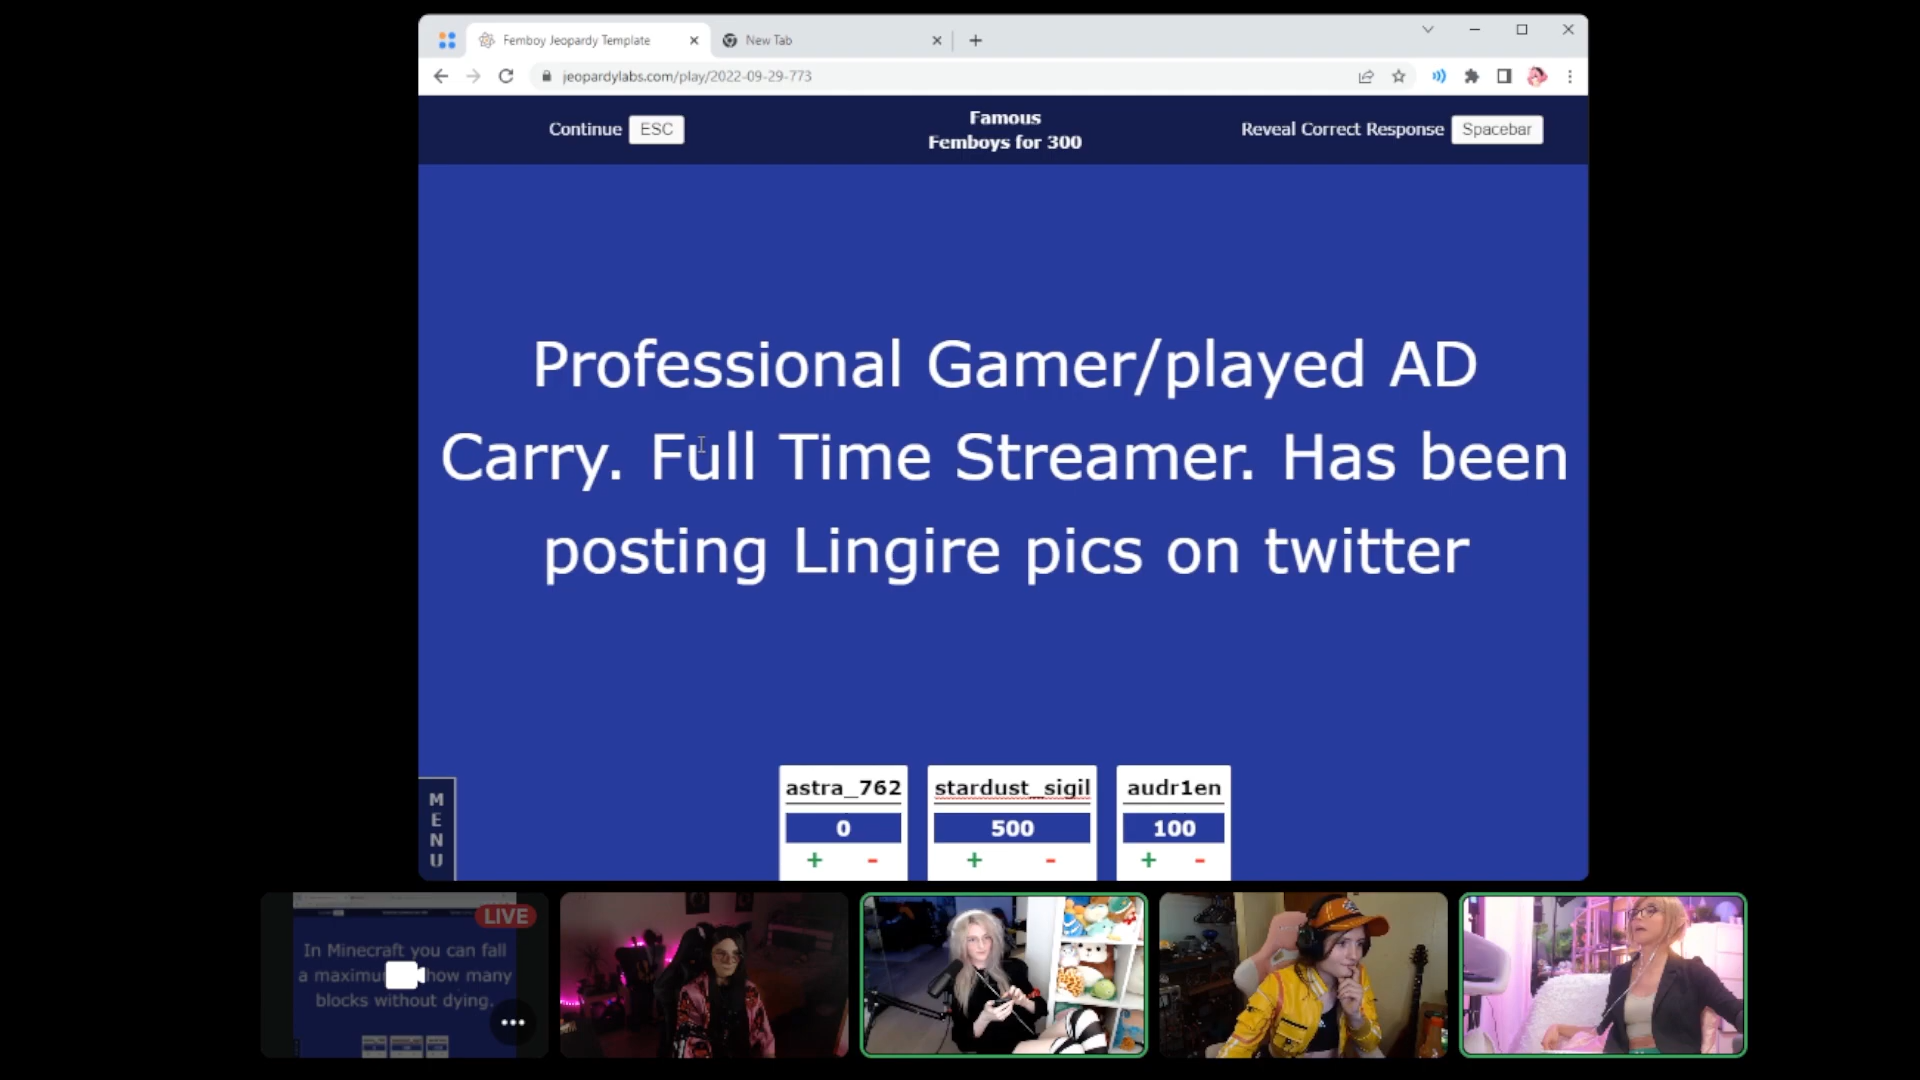 Femboy Jeopardy Template
New Tab
jeopardylabs.com/play/2022-09-29-773
Continue ESC
Famous
Femboys for 300
Reveal Correct Response Spacebar
Professional Gamer/played AD
Carry. Full Time Streamer. Has been
posting Lingire pics on twitter
MENU
astra_762
0
+ -
stardust_sigil
500
+ -
audr1en
100
+ -
LIVE
In Minecraft you can fall
a maximu how many
blocks without dying.